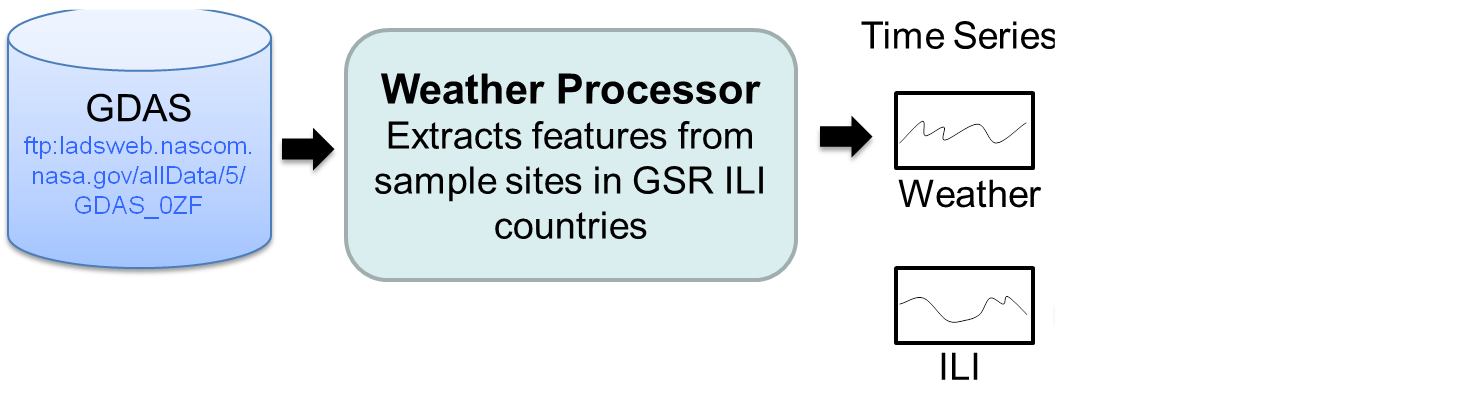 GDAS
ftp:ladsweb.nascom.
nasa.gov/allData/5/
GDAS_0ZF
Weather Processor
Extracts features from
sample sites in GSR ILI
countries
Time Series
Weather
ILI